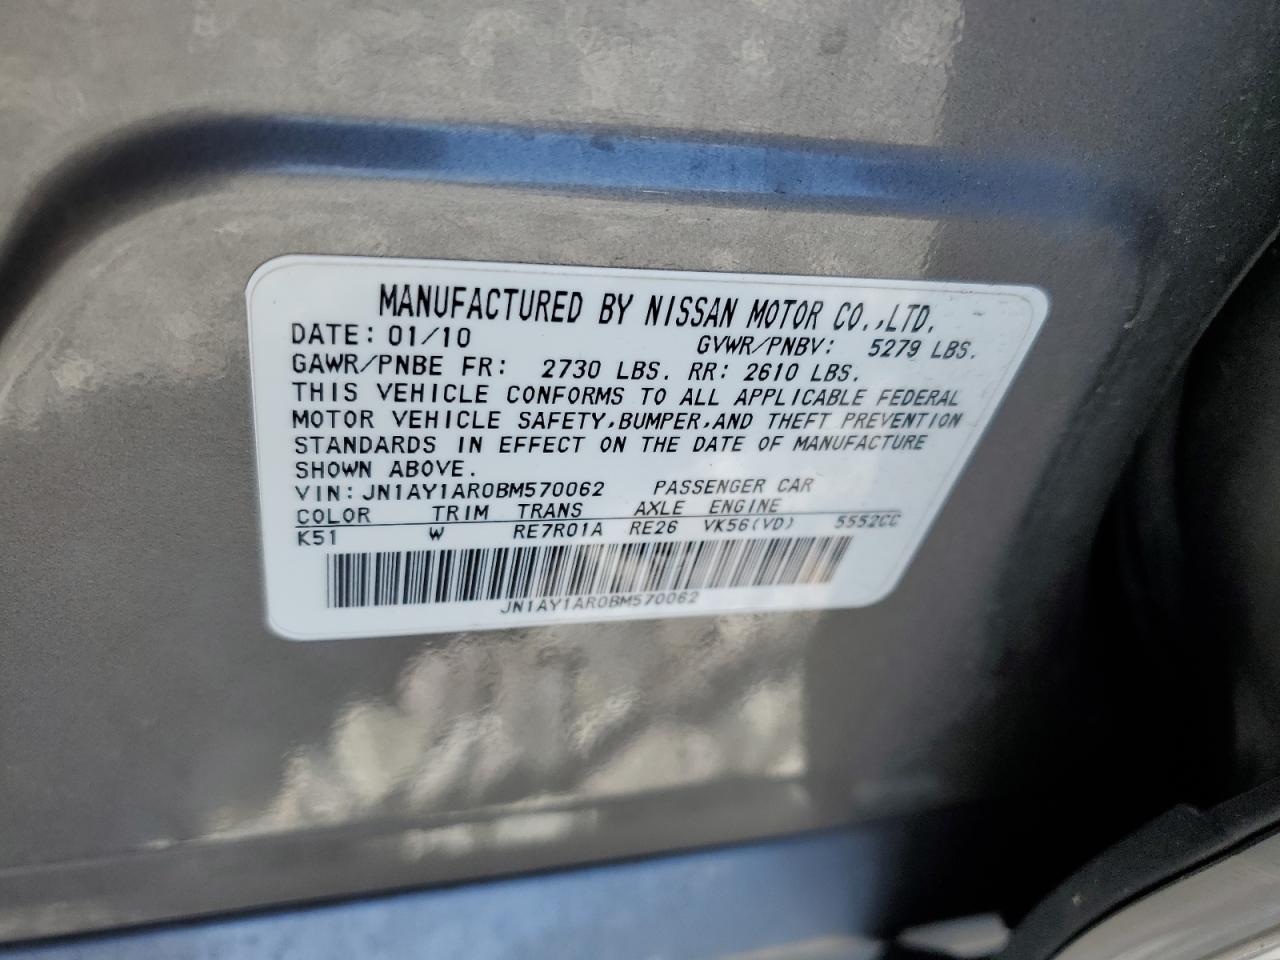 MANUFACTURED BY NISSAN MOTOR CO.,LTD.
DATE: 01/10 GVWR/PNBV: 5279 LBS.
GAWR/PNBE FR: 2730 LBS. RR: 2610 LBS.
THIS VEHICLE CONFORMS TO ALL APPLICABLE FEDERAL
MOTOR VEHICLE SAFETY,BUMPER,AND THEFT PREVENTION
STANDARDS IN EFFECT ON THE DATE OF MANUFACTURE
SHOWN ABOVE.
VIN: JN1AY1AR0BM570062 PASSENGER CAR
COLOR TRIM TRANS AXLE ENGINE
K51 W RE7R01A RE26 VK56(VD) 5552CC
JN1AY1AR0BM570062